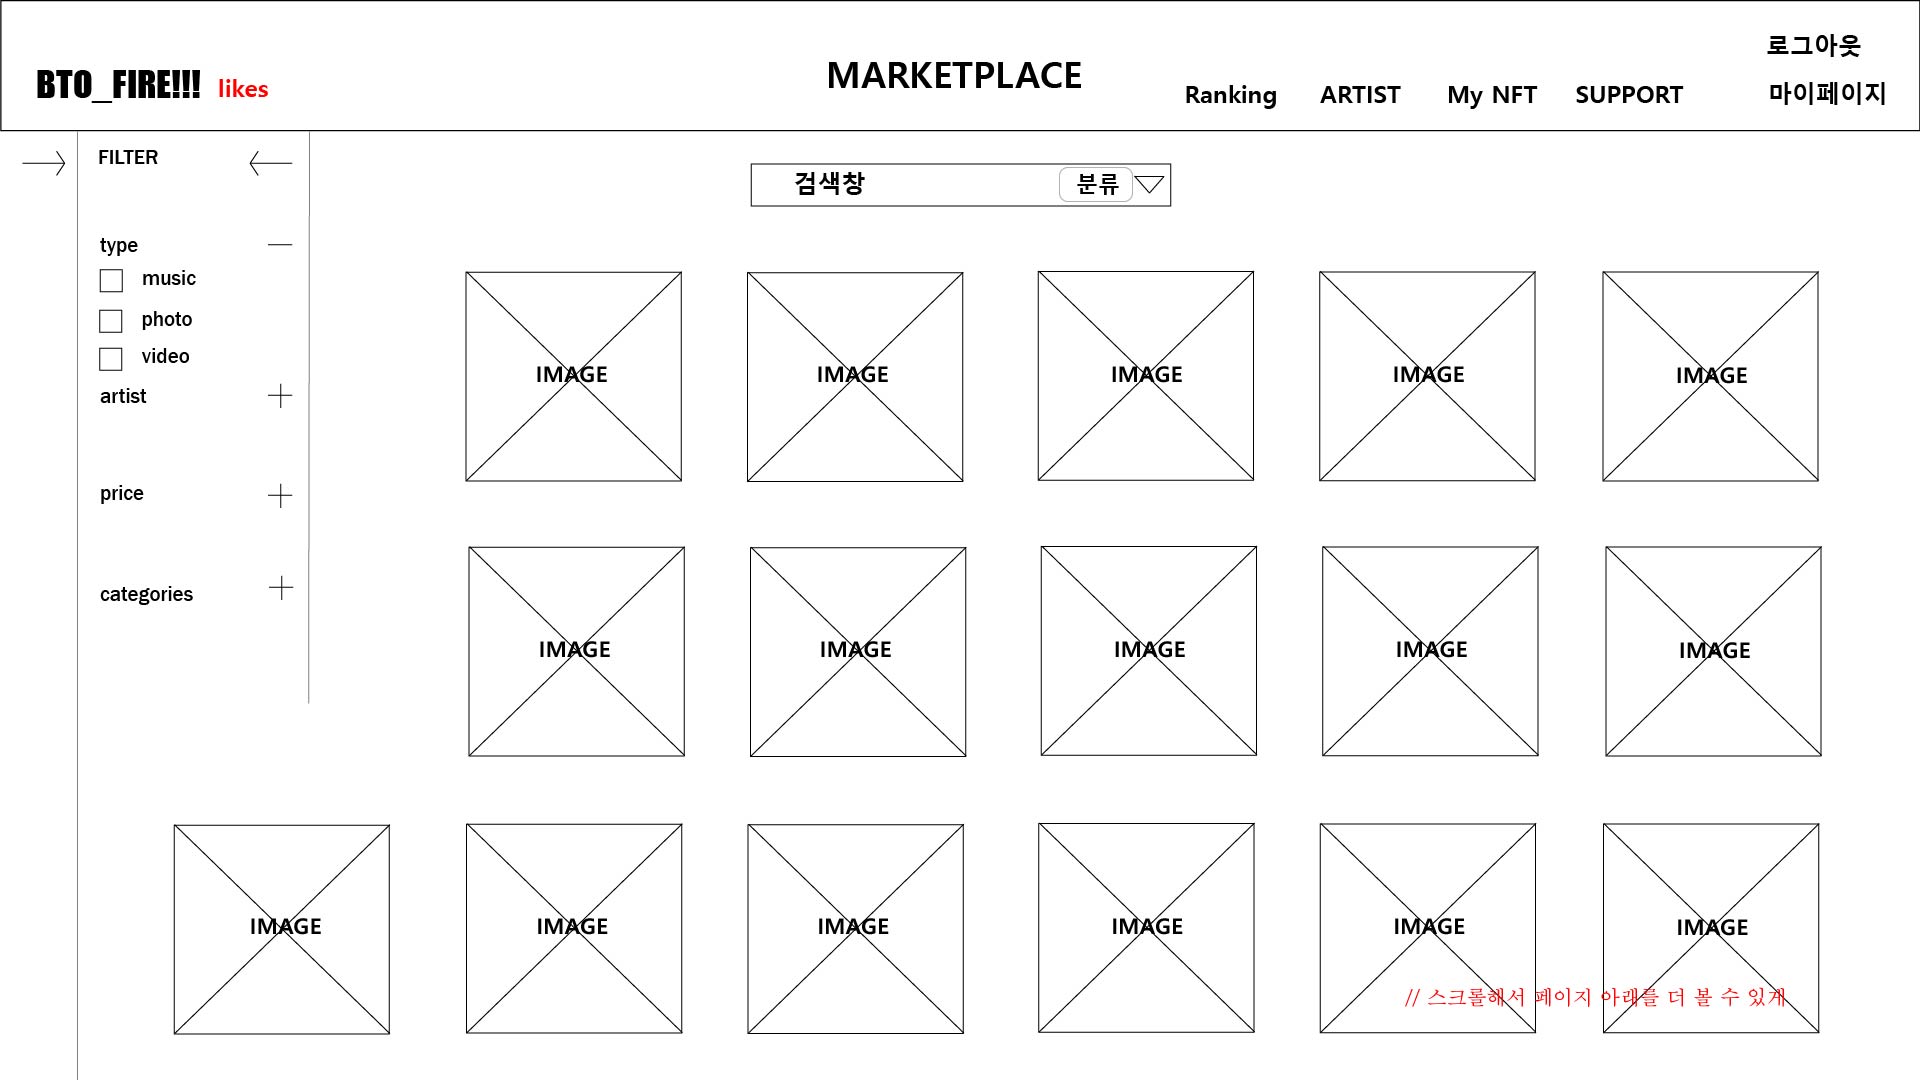 로그아웃
BTO_FIRE!!! likes
MARKETPLACE
Ranking ARTIST My NFT SUPPORT 마이페이지
FILTER
검색창 분류
type
music
photo
video
artist
price
categories
IMAGE IMAGE IMAGE IMAGE IMAGE
IMAGE IMAGE IMAGE IMAGE IMAGE
IMAGE IMAGE IMAGE IMAGE IMAGE IMAGE
// 스크롤해서 페이지 아래를 더 볼 수 있게